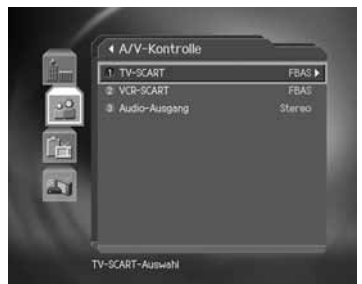 A/V-Kontrolle
1 TV-SCART FBAS
2 VCR-SCART FBAS
3 Audio-Ausgang Stereo
TV-SCART-Auswahl